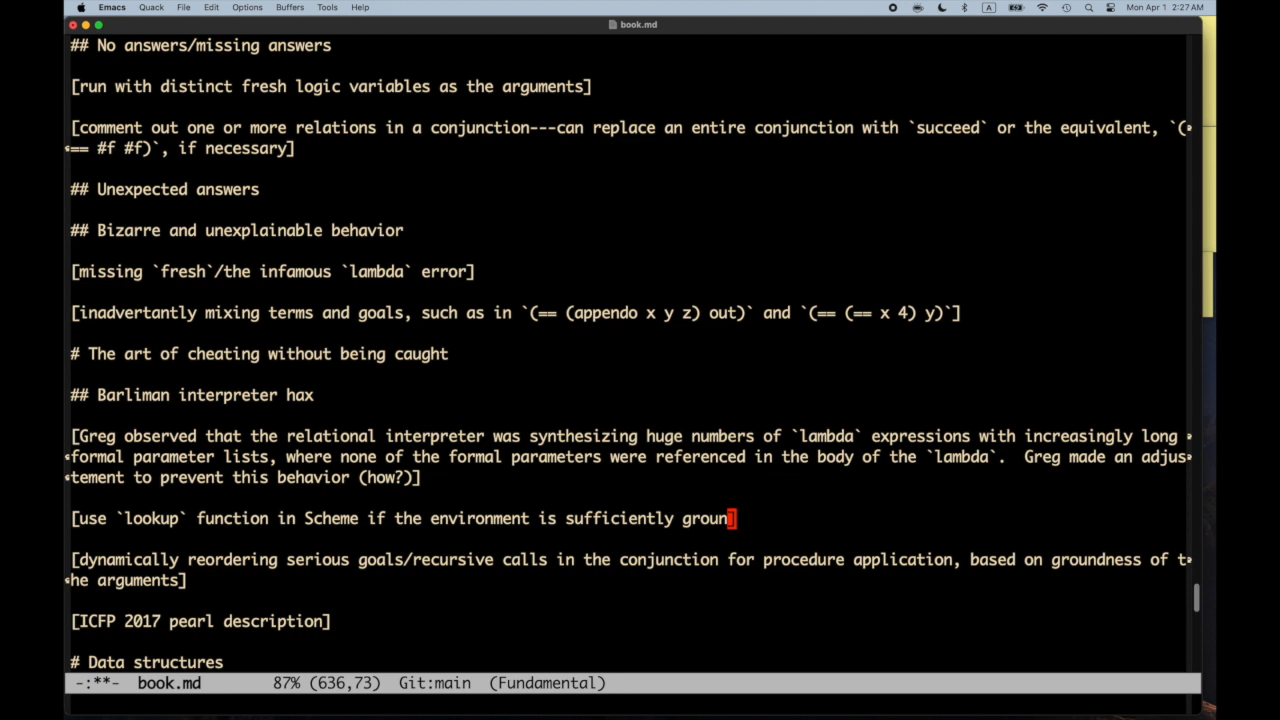 Emacs Quack File Edit Options Buffers Tools Help Mon Apr 1 2:27 AM
book.md
## No answers/missing answers
[run with distinct fresh logic variables as the arguments]
[comment out one or more relations in a conjunction---can replace an entire conjunction with `succeed` or the equivalent, `(
== #f #f)`, if necessary]
## Unexpected answers
## Bizarre and unexplainable behavior
[missing `fresh`/the infamous `lambda` error]
[inadvertantly mixing terms and goals, such as in `(== (appendo x y z) out)` and `(== (== x 4) y)`]
# The art of cheating without being caught
## Barliman interpreter hax
[Greg observed that the relational interpreter was synthesizing huge numbers of `lambda` expressions with increasingly long
formal parameter lists, where none of the formal parameters were referenced in the body of the `lambda`.  Greg made an adjus
tement to prevent this behavior (how?)]
[use `lookup` function in Scheme if the environment is sufficiently groun]
[dynamically reordering serious goals/recursive calls in the conjunction for procedure application, based on groundness of t
he arguments]
[ICFP 2017 pearl description]
# Data structures
-:**- book.md 87% (636,73) Git:main (Fundamental)